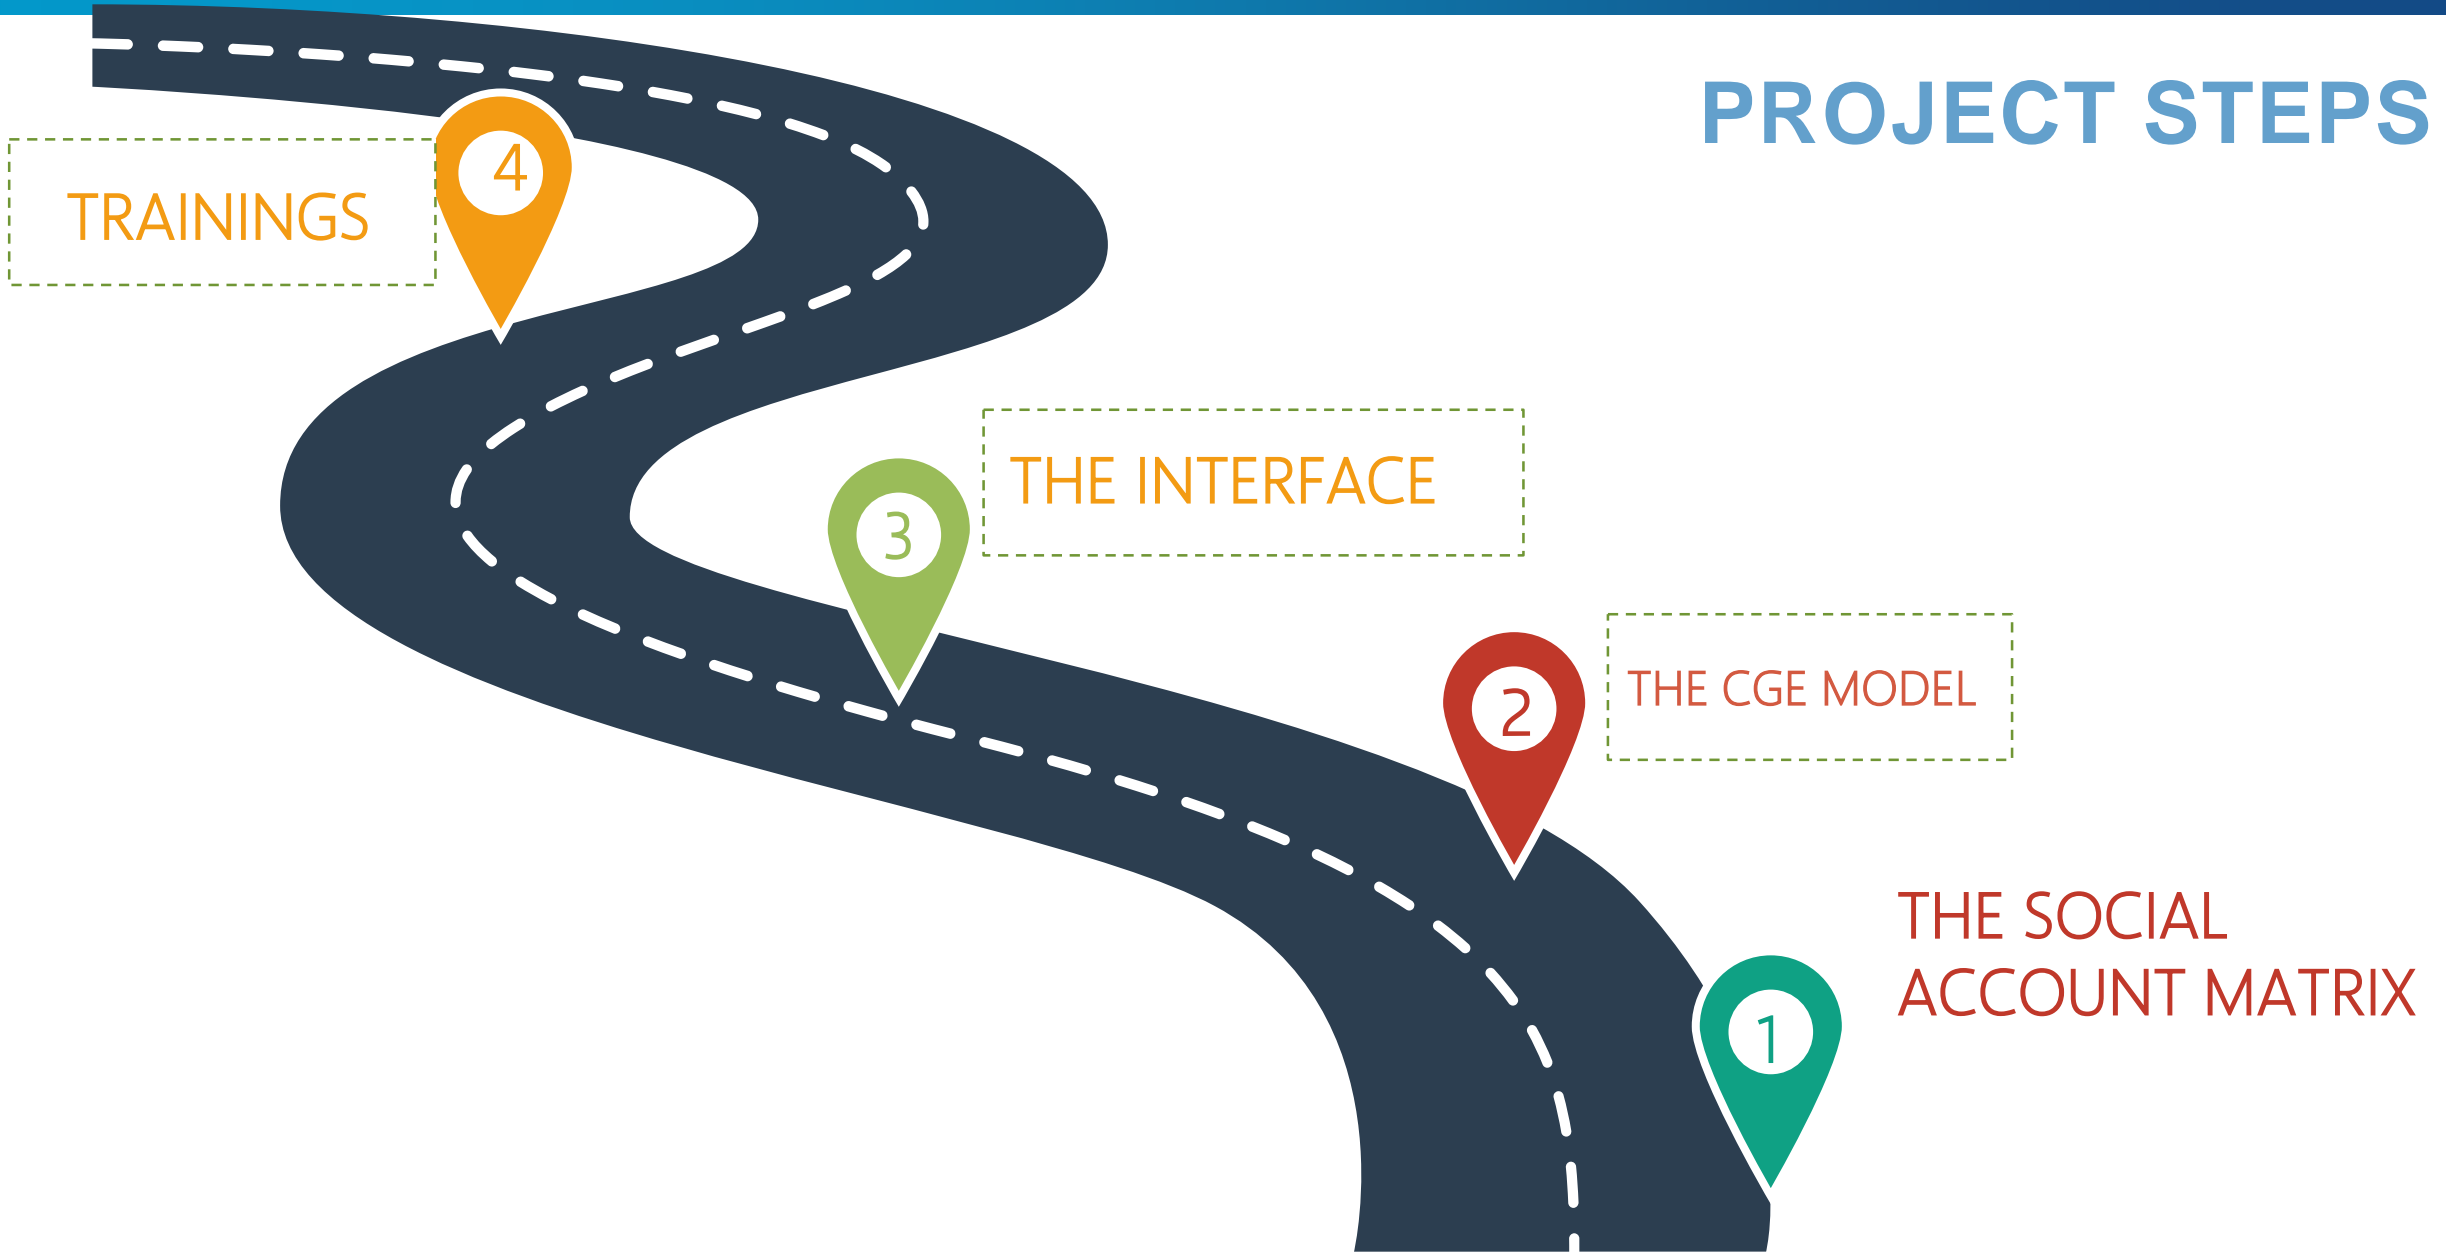 PROJECT STEPS
4
TRAININGS
THE INTERFACE
3
2
THE CGE MODEL
THE SOCIAL
ACCOUNT MATRIX
1